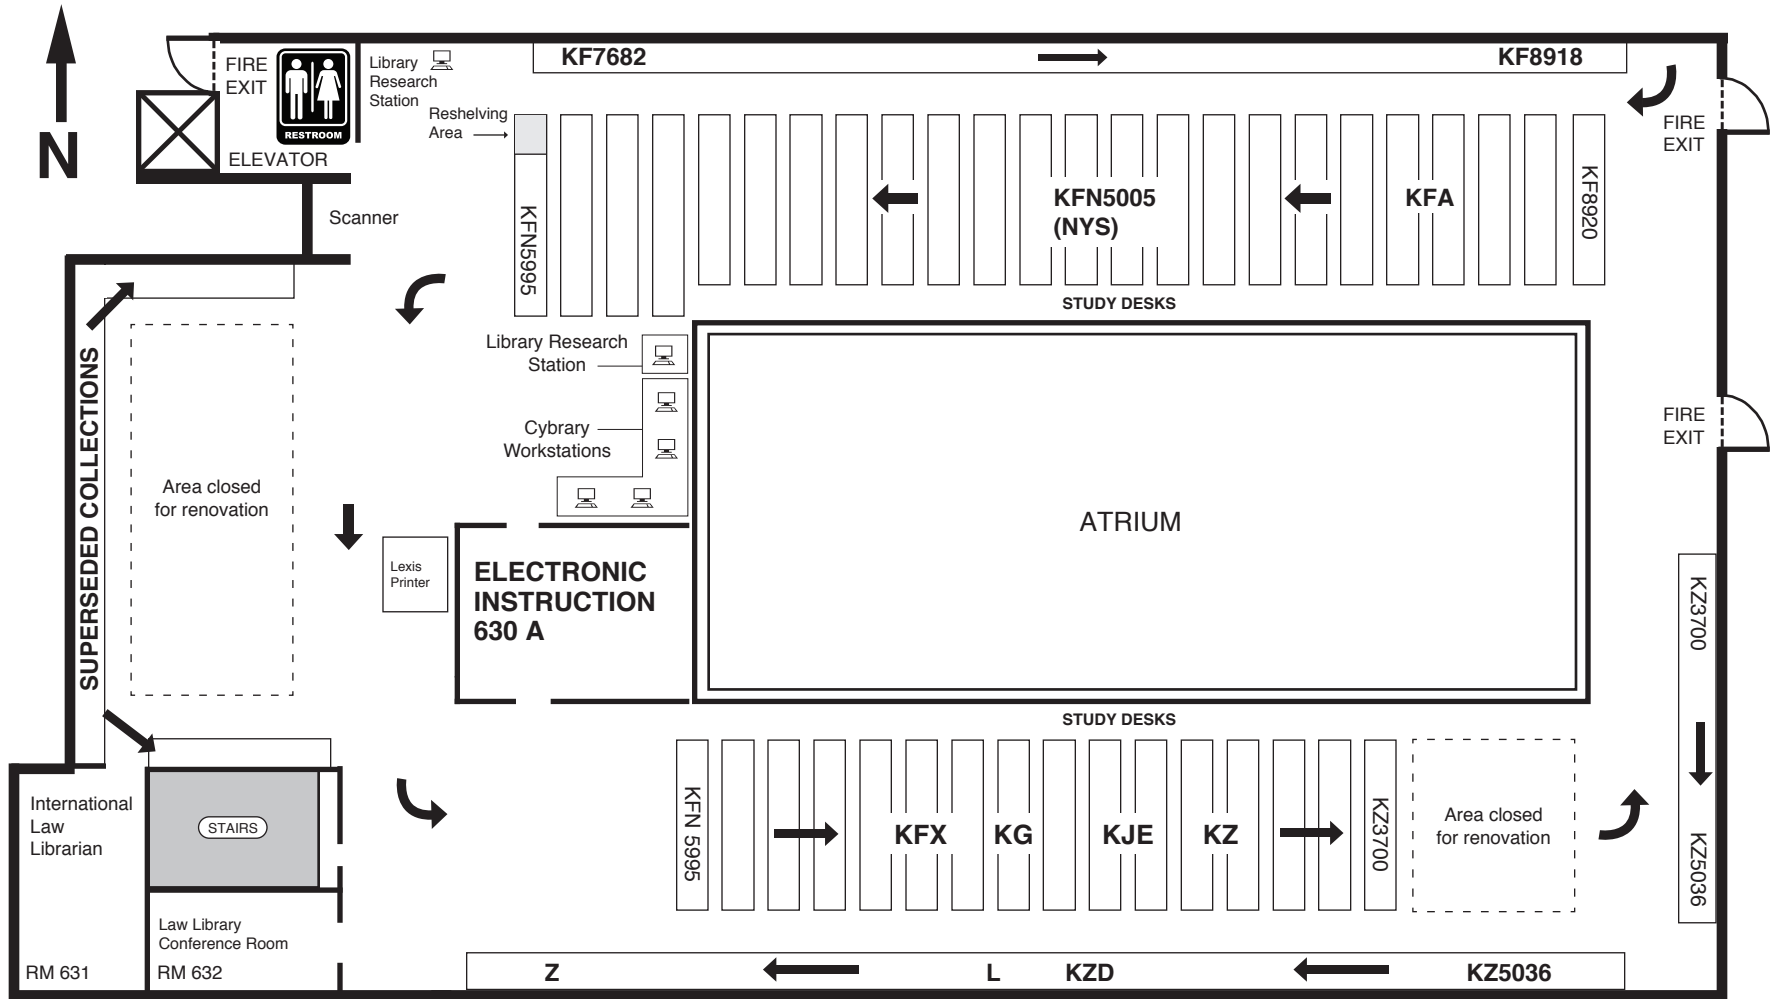 N
FIRE
EXIT
RESTROOM
ELEVATOR
Library
Research
Station
KF7682
KF8918
Reshelving
Area
FIRE
EXIT
Scanner
KFN5995
KFN5005
(NYS)
KFA
KF8920
STUDY DESKS
Library Research
Station
Cybrary
Workstations
FIRE
EXIT
SUPERSEDED COLLECTIONS
Area closed
for renovation
ATRIUM
Lexis
Printer
ELECTRONIC
INSTRUCTION
630 A
KZ3700
KZ5036
STUDY DESKS
International
Law
Librarian
RM 631
STAIRS
Law Library
Conference Room
RM 632
KFN 5995
KFX
KG
KJE
KZ
KZ3700
Area closed
for renovation
Z
L
KZD
KZ5036